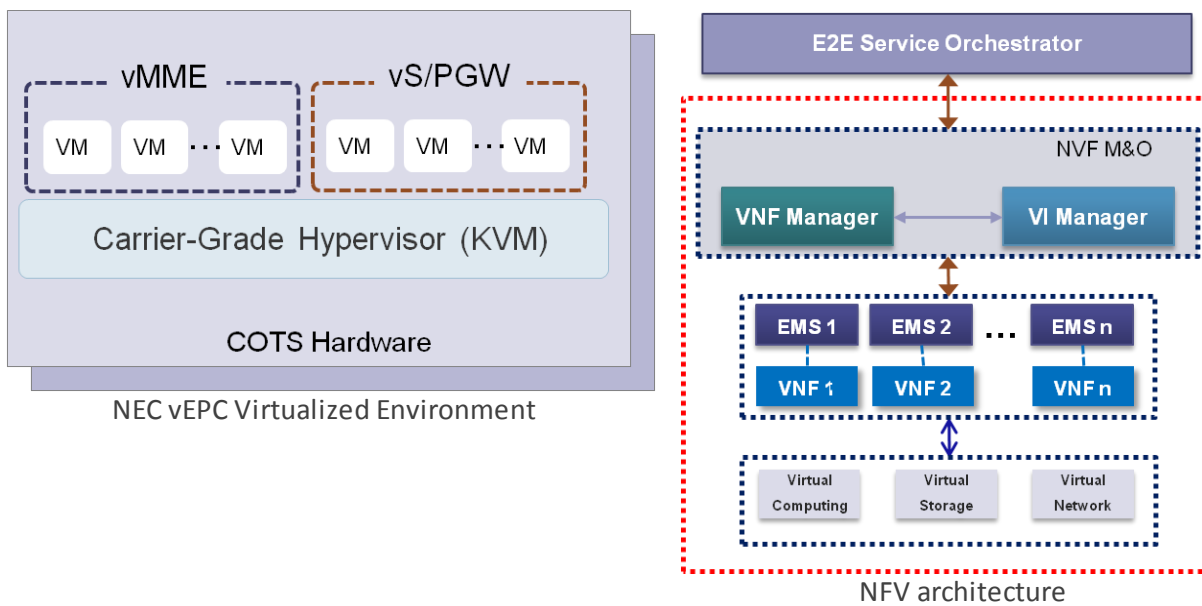 vMME
vS/PGW
VM VM ··· VM
VM VM ··· VM
Carrier-Grade Hypervisor (KVM)
COTS Hardware
NEC vEPC Virtualized Environment
E2E Service Orchestrator
NVF M&O
VNF Manager
VI Manager
EMS 1
EMS 2
...
EMS n
VNF 1
VNF 2
VNF n
Virtual
Computing
Virtual
Storage
Virtual
Network
NFV architecture